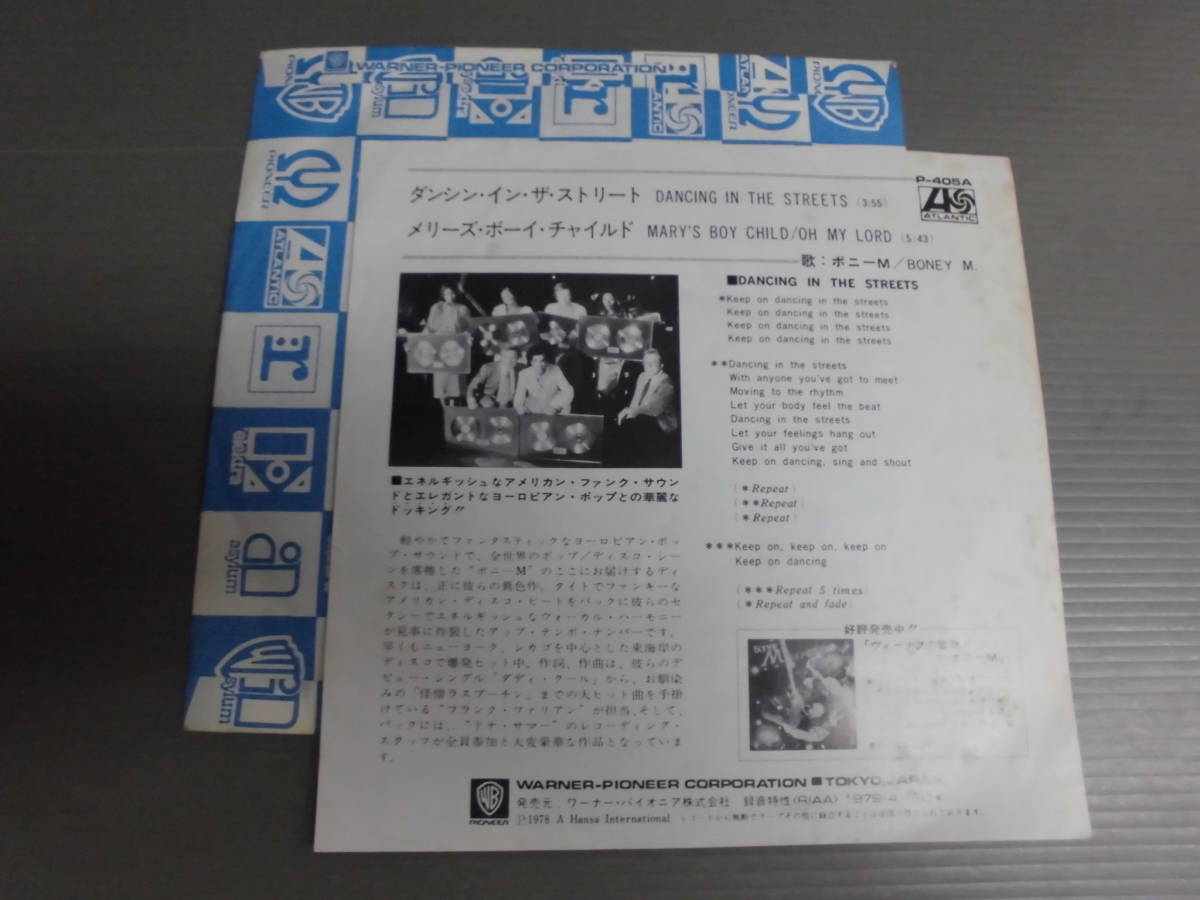 WARNER-PIONEER CORPORATION
P-405A
ATLANTIC
ダンシン・イン・ザ・ストリート DANCING IN THE STREETS (3:55)
メリーズ・ボーイ・チャイルド MARY'S BOY CHILD/OH MY LORD (5:43)
歌：ボニーM／BONEY M.
■DANCING IN THE STREETS
*Keep on dancing in the streets
Keep on dancing in the streets
Keep on dancing in the streets
Keep on dancing in the streets
**Dancing in the streets
With anyone you've got to meet
Moving to the rhythm
Let your body feel the beat
Dancing in the streets
Let your feelings hang out
Give it all you've got
Keep on dancing, sing and shout
(*Repeat)
(**Repeat)
(*Repeat)
***Keep on, keep on, keep on
Keep on dancing
(***Repeat 5 times)
(*Repeat and fade)
■エネルギッシュなアメリカン・ファンク・サウン
ドとエレガントなヨーロピアン・ポップとの華麗な
ドッキング!!
軽やかでファンタスティックなヨーロピアン・ポッ
プ・サウンドで、全世界のポップ/ディスコ・シー
ンを席捲した“ボニーM”のここにお届けするディ
スクは、正に彼らの異色作。タイトでファンキーな
アメリカン・ディスコ・ビートをバックに彼らのセ
クシーでエネルギッシュなヴォーカル・ハーモニー
が見事に炸裂したアップ・テンポ・ナンバーです。
早くもニューヨーク、シカゴを中心とした東海岸の
ディスコで爆発ヒット中。作詞、作曲は、彼らのデ
ビュー・シングル「ダディ・クール」から、お馴染
みの「怪僧ラスプーチン」までの大ヒット曲を手掛
けている“フランク・ファリアン”が担当、そして、
バックには、“ドナ・サマー”のレコーディング・
スタッフが全員参加と大変豪華な作品となっていま
す。
好評発売中!!
WARNER-PIONEER CORPORATION ■ TOKYO, JAPAN
発売元 ワーナー・パイオニア株式会社 録音特性(RIAA) 1979・4
PIONEER
℗1978 A Hansa International
PIONEER
ATLANTIC
asylum